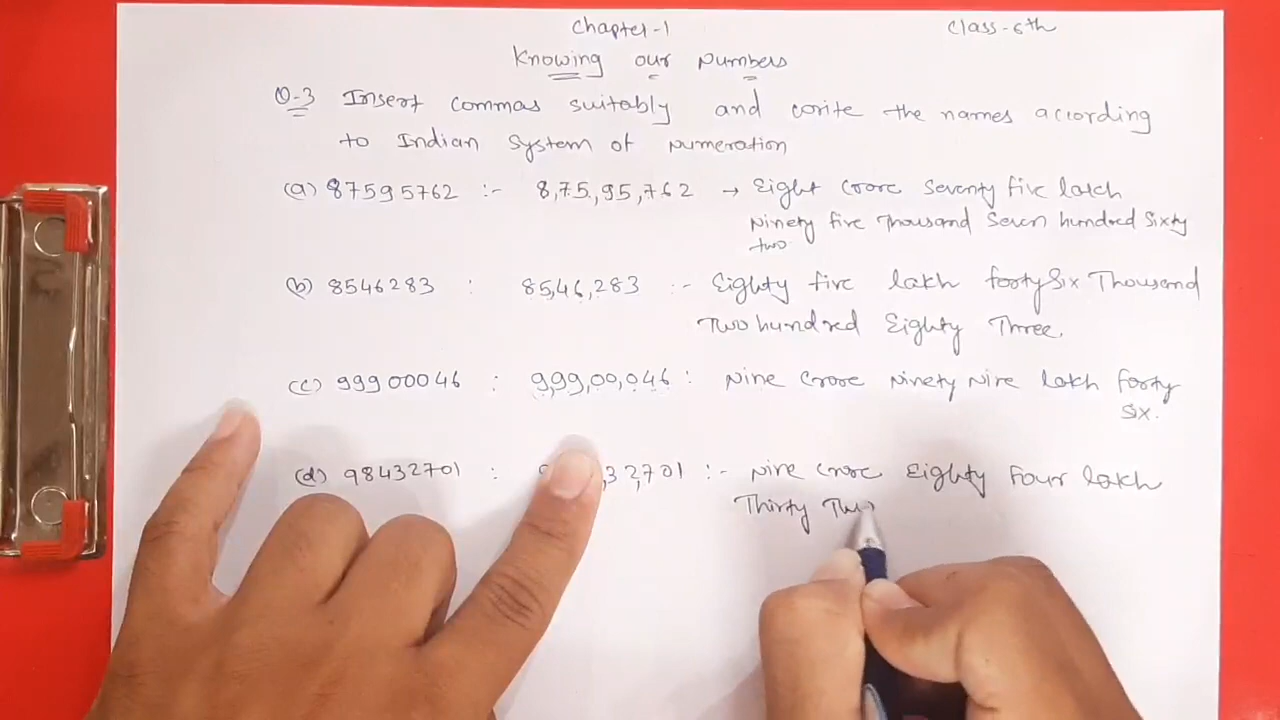 Chapter-1 Class-6th
Knowing our Numbers
Q-3 Insert commas suitably and write the names according
to Indian System of Numeration
(a) 87595762 :- 8,75,95,762 → Eight Crore Seventy five lakh
Ninety five Thousand Seven hundred Sixty
two.
(b) 8546283 : 85,46,283 :- Eighty five lakh forty Six Thousand
Two hundred Eighty Three.
(c) 99900046 : 9,99,00,046 : Nine Crore Ninety Nine lakh forty
Six.
(d) 98432701 : 9 32,701 :- Nine Crore Eighty Four lakh
Thirty Two